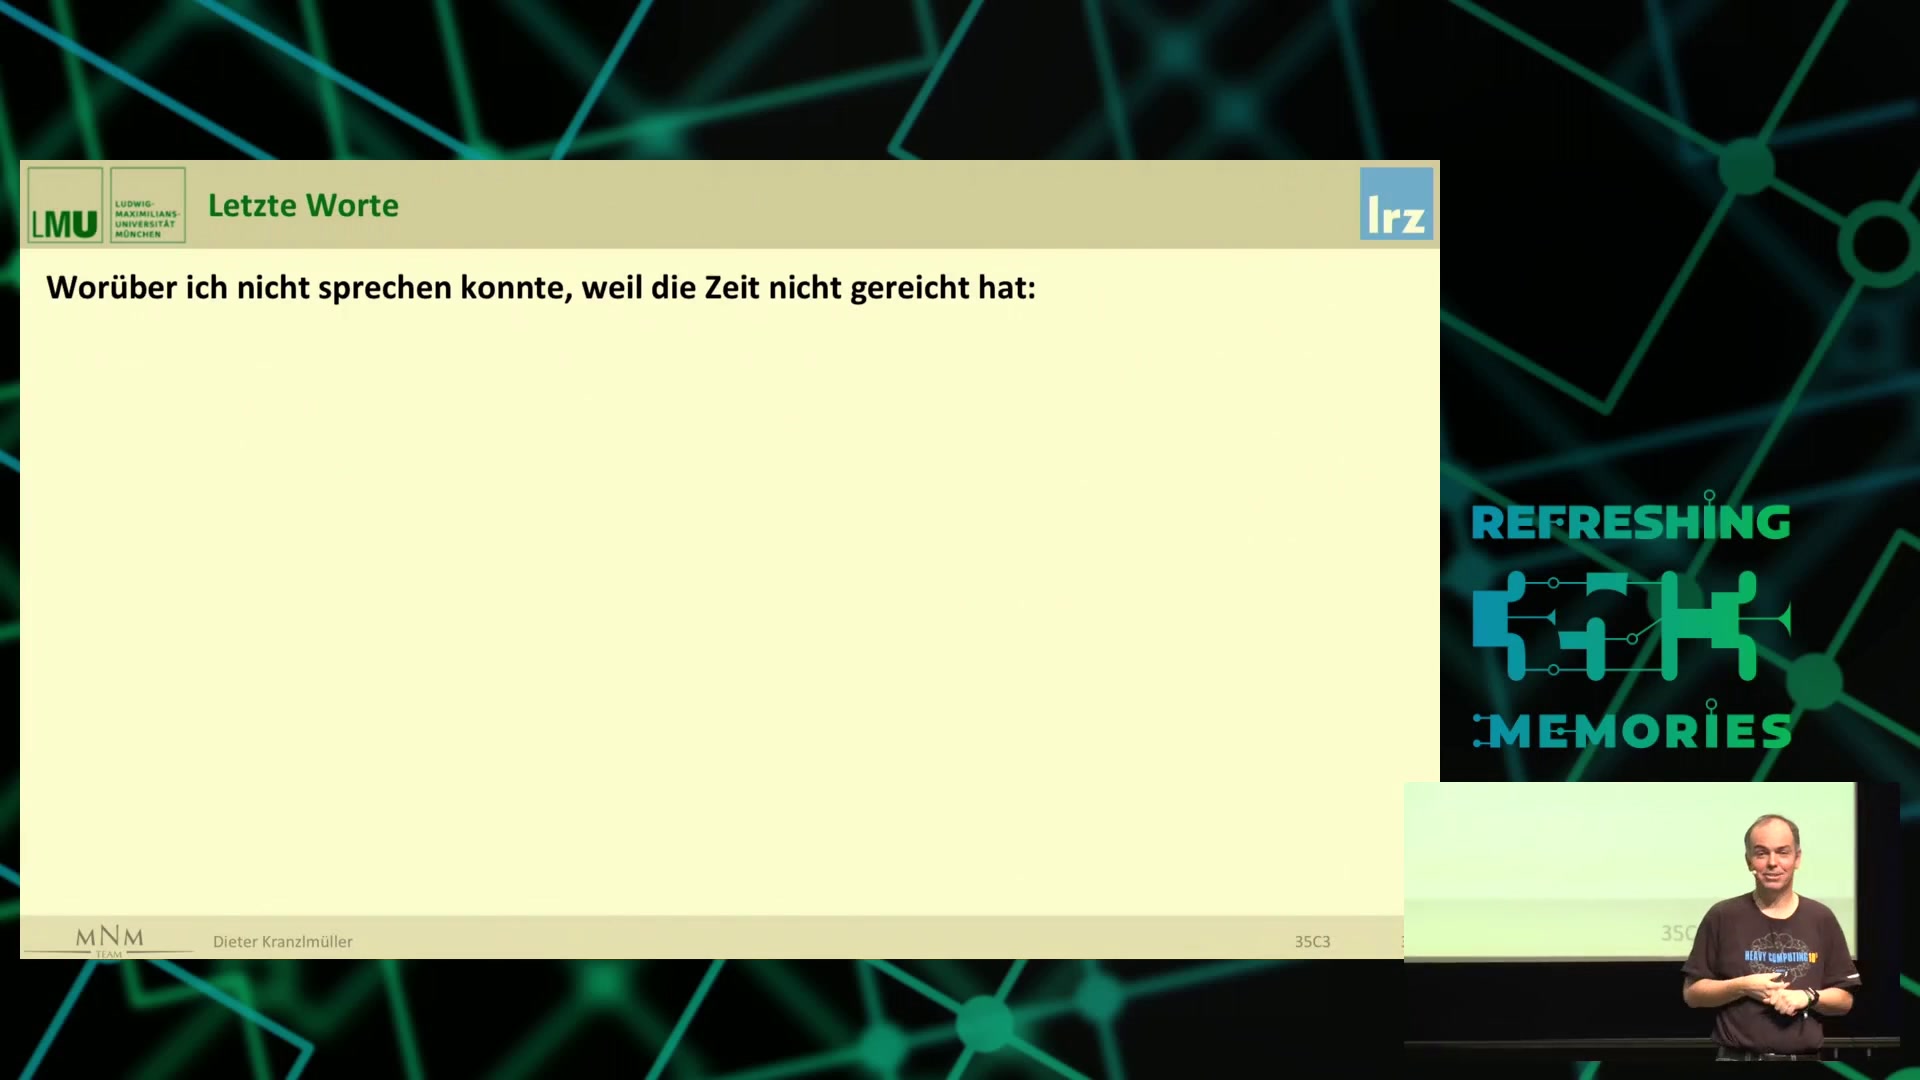 LMU
LUDWIG-
MAXIMILIANS-
UNIVERSITÄT
MÜNCHEN
Letzte Worte
lrz
Worüber ich nicht sprechen konnte, weil die Zeit nicht gereicht hat:
REFRESHING
MEMORIES
MNM
TEAM
Dieter Kranzlmüller
35C3
35C
HEAVY COMPUTING